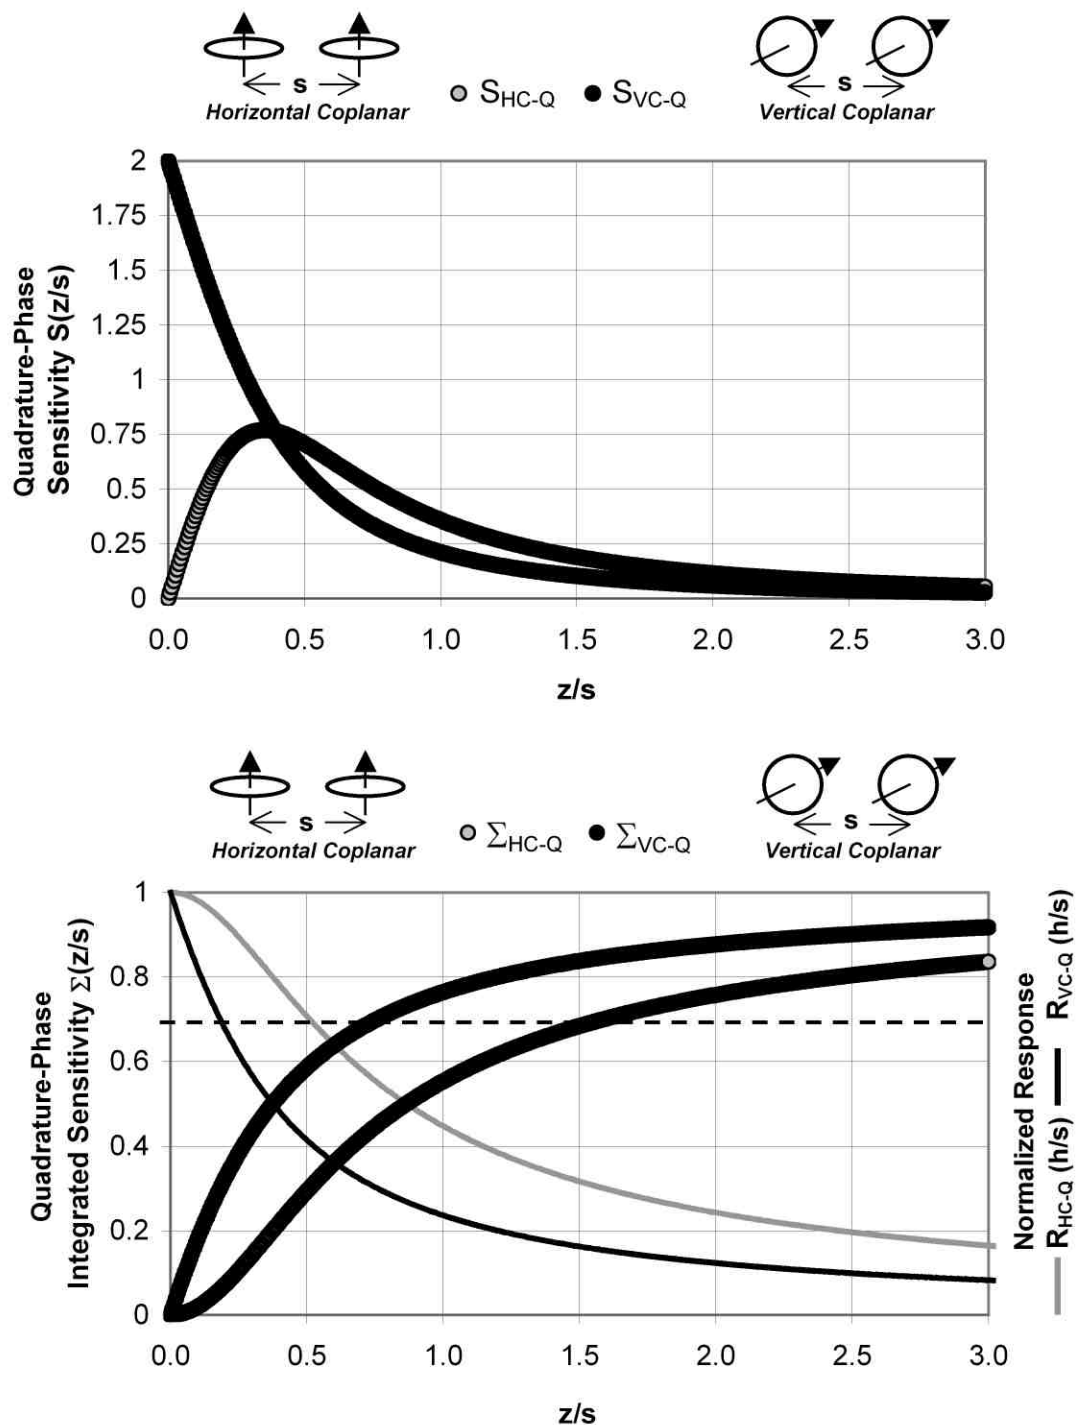 s s
Horizontal Coplanar S_HC-Q S_VC-Q Vertical Coplanar
Quadrature-Phase
Sensitivity S(z/s)
2
1.75
1.5
1.25
1
0.75
0.5
0.25
0
0.0 0.5 1.0 1.5 2.0 2.5 3.0
z/s
s s
Horizontal Coplanar Σ_HC-Q Σ_VC-Q Vertical Coplanar
Quadrature-Phase
Integrated Sensitivity Σ(z/s)
1
0.8
0.6
0.4
0.2
0
0.0 0.5 1.0 1.5 2.0 2.5 3.0
z/s
Normalized Response
R_HC-Q (h/s) R_VC-Q (h/s)